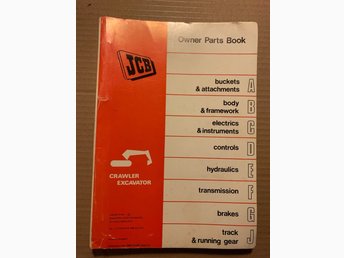 JCB
Owner Parts Book
buckets
& attachments
A
body
& framework
B
electrics
& instruments
C
controls
D
hydraulics
E
transmission
F
brakes
G
track
& running gear
J
CRAWLER
EXCAVATOR